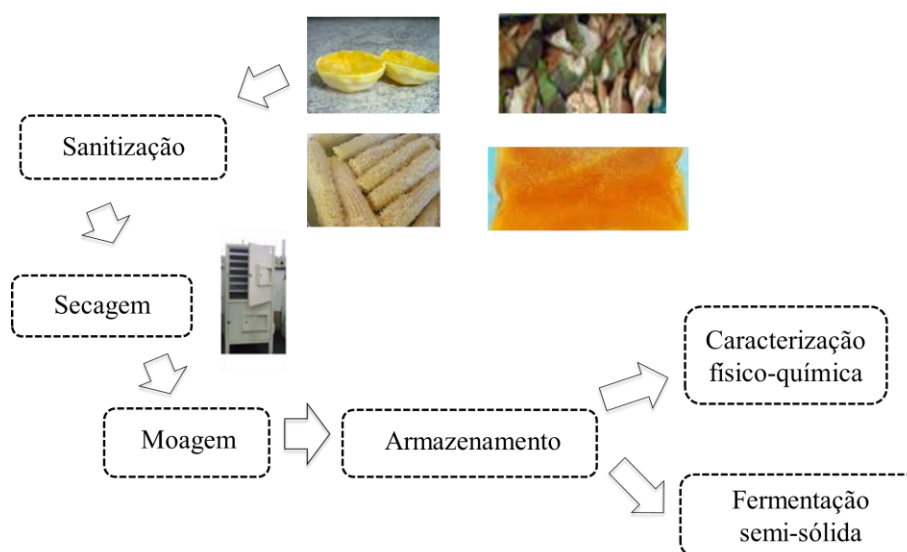 Sanitização
Secagem
Moagem
Armazenamento
Caracterização
físico-química
Fermentação
semi-sólida